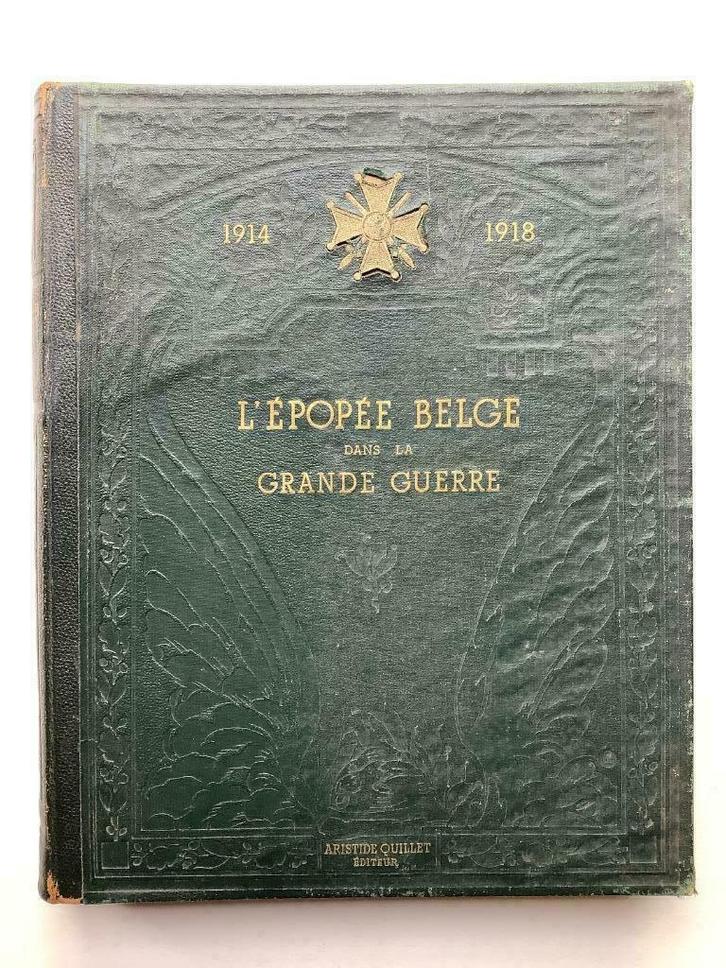 1914 1918
L'ÉPOPÉE BELGE
DANS LA
GRANDE GUERRE
ARISTIDE QUILLET
ÉDITEUR